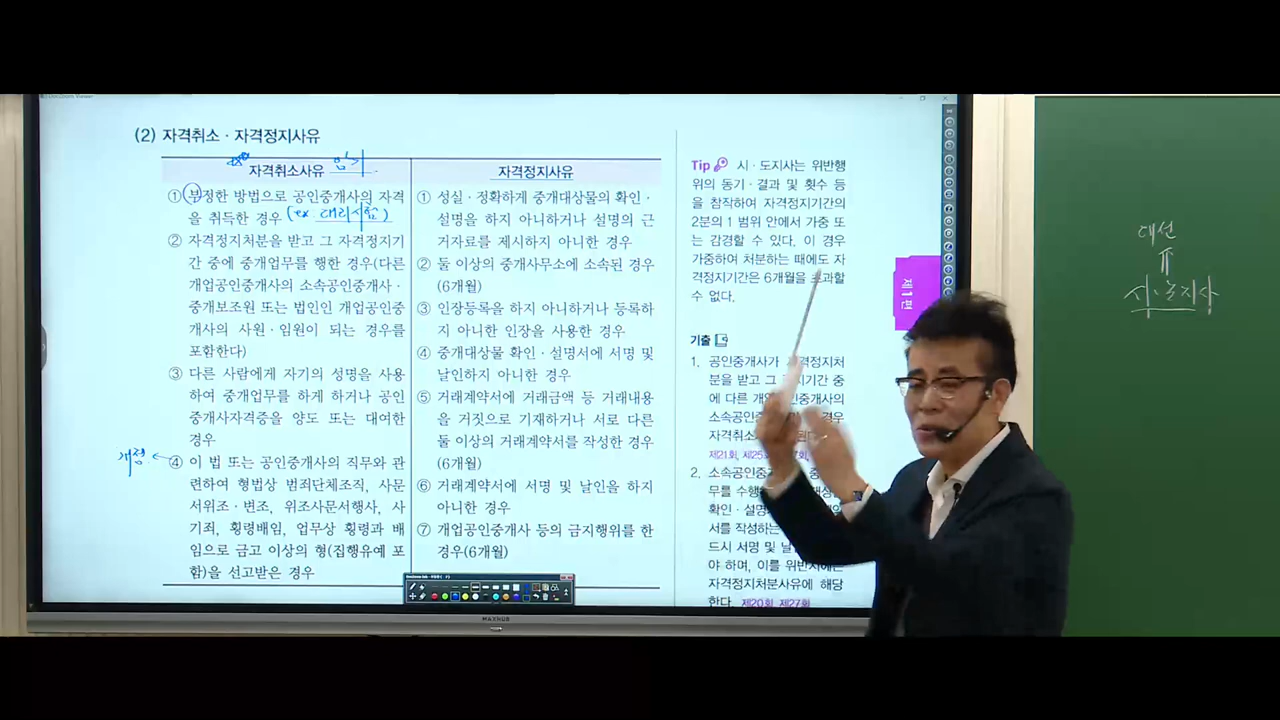 (2) 자격취소 · 자격정지사유
자격취소사유
① 부정한 방법으로 공인중개사의 자격
을 취득한 경우 (ex 대리시험)
② 자격정지처분을 받고 그 자격정지기
간 중에 중개업무를 행한 경우(다른
개업공인중개사의 소속공인중개사 ·
중개보조원 또는 법인인 개업공인중
개사의 사원 · 임원이 되는 경우를
포함한다)
③ 다른 사람에게 자기의 성명을 사용
하여 중개업무를 하게 하거나 공인
중개사자격증을 양도 또는 대여한
경우
개정
④ 이 법 또는 공인중개사의 직무와 관
련하여 형법상 범죄단체조직, 사문
서위조 · 변조, 위조사문서행사, 사
기죄, 횡령배임, 업무상 횡령과 배
임으로 금고 이상의 형(집행유예 포
함)을 선고받은 경우
자격정지사유
① 성실 · 정확하게 중개대상물의 확인 ·
설명을 하지 아니하거나 설명의 근
거자료를 제시하지 아니한 경우
② 둘 이상의 중개사무소에 소속된 경우
(6개월)
③ 인장등록을 하지 아니하거나 등록하
지 아니한 인장을 사용한 경우
④ 중개대상물 확인 · 설명서에 서명 및
날인하지 아니한 경우
⑤ 거래계약서에 거래금액 등 거래내용
을 거짓으로 기재하거나 서로 다른
둘 이상의 거래계약서를 작성한 경우
(6개월)
⑥ 거래계약서에 서명 및 날인을 하지
아니한 경우
⑦ 개업공인중개사 등의 금지행위를 한
경우(6개월)
Tip 시 · 도지사는 위반행
위의 동기 · 결과 및 횟수 등
을 참작하여 자격정지기간의
2분의 1 범위 안에서 가중 또
는 감경할 수 있다. 이 경우
가중하여 처분하는 때에도 자
격정지기간은 6개월을 초과할
수 없다.
기출
1. 공인중개사가 자격정지처
분을 받고 그 기간 중
에 다른
소속공인중개 경우
자격취소
제21회, 제25회
2. 소속공인중개
무를 수행
확인 · 설명
서를 작성하는
드시 서명 및 날
야 하며, 이를 위반시에는
자격정지처분사유에 해당
한다. 제20회 제27회
제1편
MAXHUB
대선
시·도지사